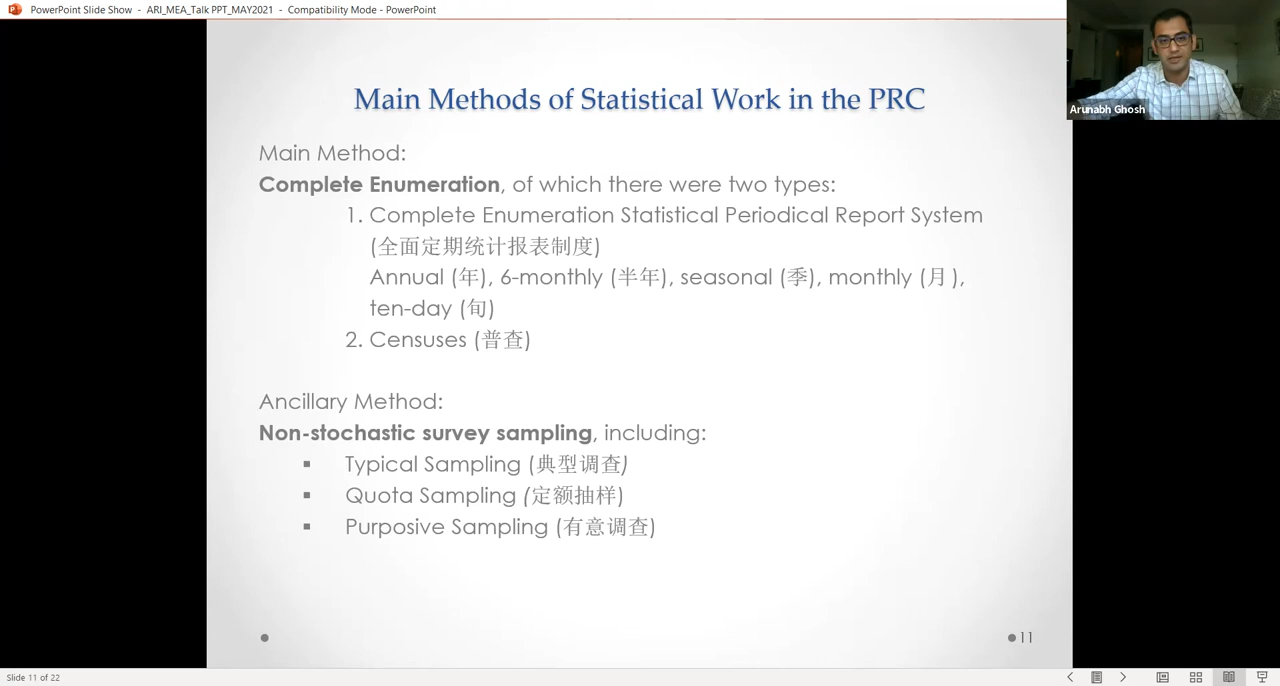 PowerPoint Slide Show - ARI_MEA_Talk PPT_MAY2021 - Compatibility Mode - PowerPoint
Arunabh Ghosh
Main Methods of Statistical Work in the PRC
Main Method:
Complete Enumeration, of which there were two types:
1. Complete Enumeration Statistical Periodical Report System
(全面定期统计报表制度)
Annual (年), 6-monthly (半年), seasonal (季), monthly (月),
ten-day (旬)
2. Censuses (普查)
Ancillary Method:
Non-stochastic survey sampling, including:
▪ Typical Sampling (典型调查)
▪ Quota Sampling (定额抽样)
▪ Purposive Sampling (有意调查)
11
Slide 11 of 22